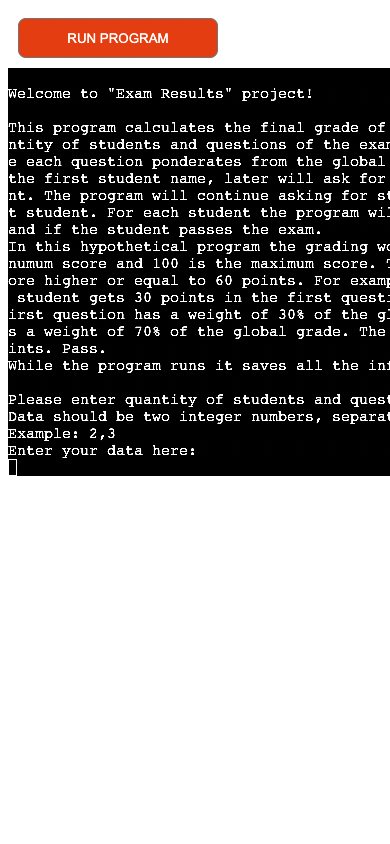 RUN PROGRAM
Welcome to "Exam Results" project!
This program calculates the final grade of
ntity of students and questions of the exam
e each question ponderates from the global
the first student name, later will ask for
nt. The program will continue asking for st
t student. For each student the program wil
and if the student passes the exam.
In this hypothetical program the grading wo
numum score and 100 is the maximum score. T
ore higher or equal to 60 points. For examp
student gets 30 points in the first questi
irst question has a weight of 30% of the gl
s a weight of 70% of the global grade. The
ints. Pass.
While the program runs it saves all the inf
Please enter quantity of students and quest
Data should be two integer numbers, separat
Example: 2,3
Enter your data here: